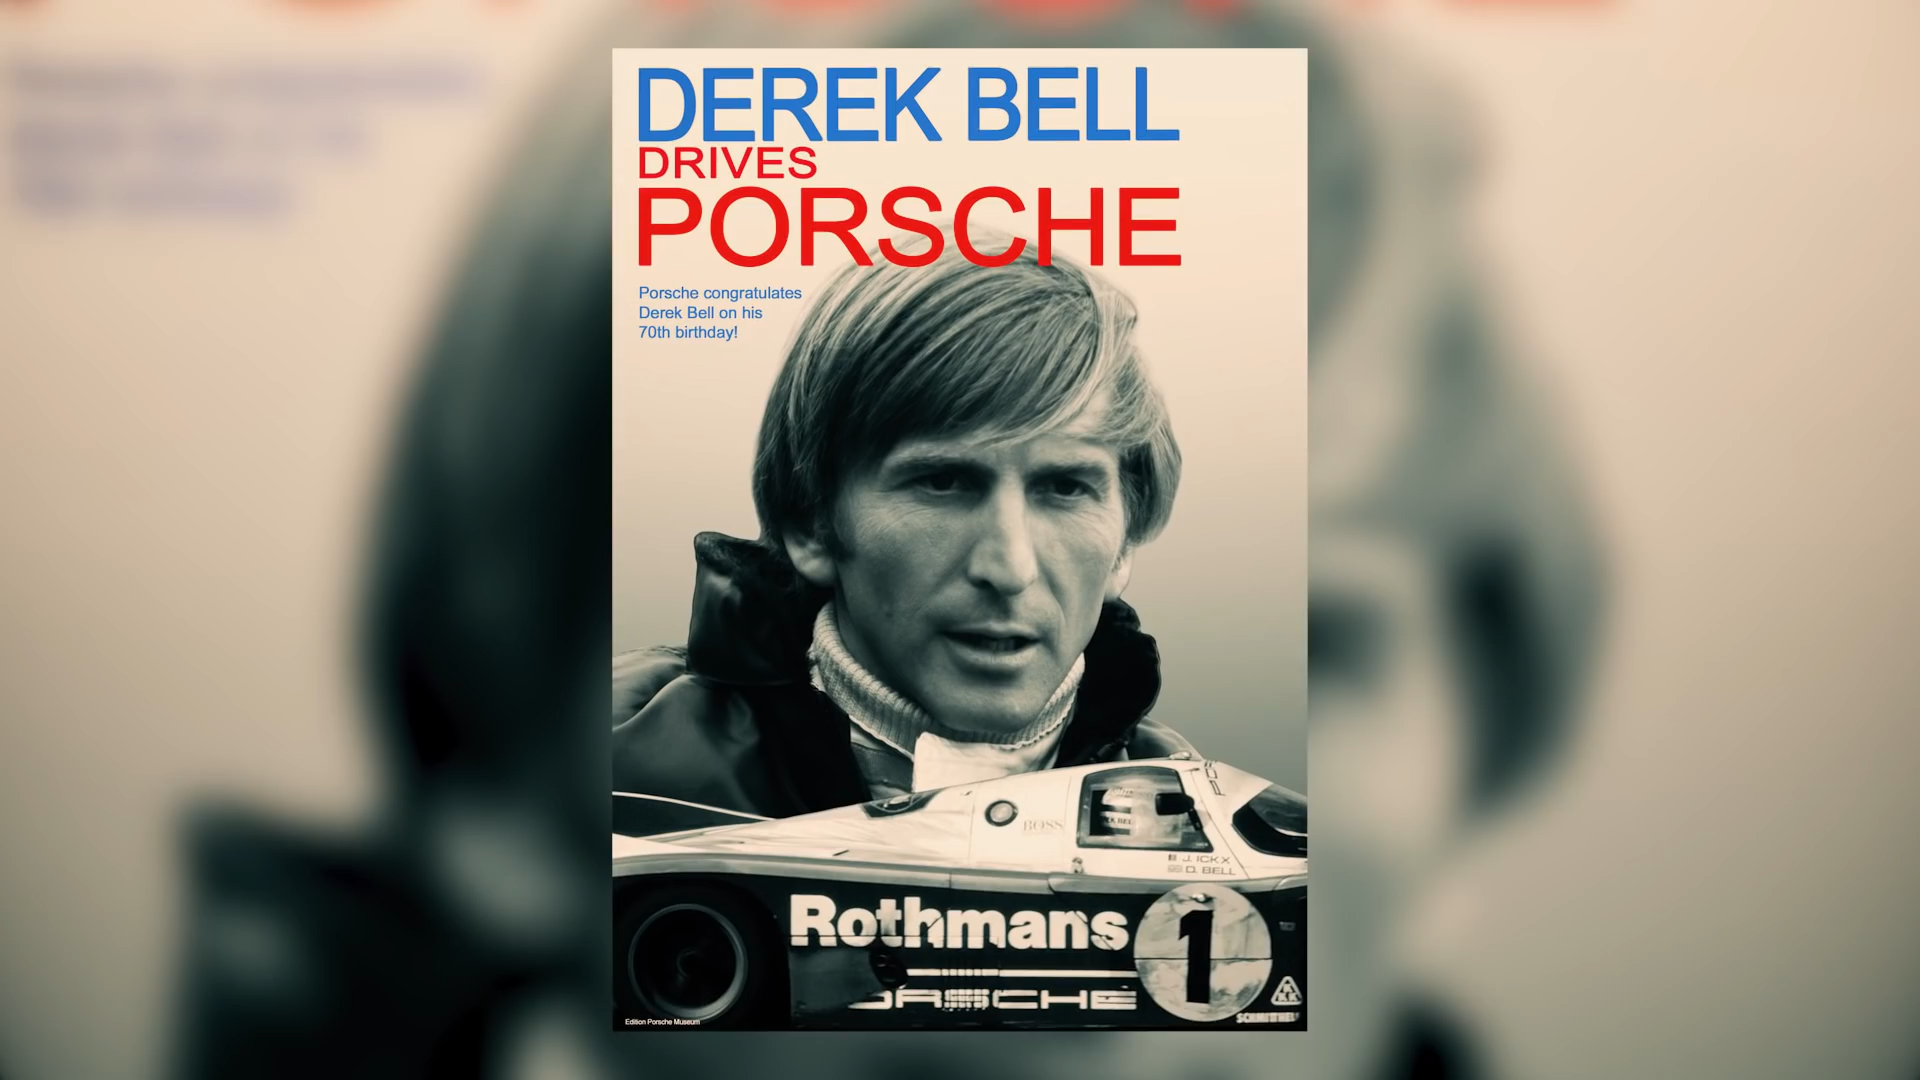 DEREK BELL
DRIVES
PORSCHE
Porsche congratulates
Derek Bell on his
70th birthday!
BOSS
J. ICKX
D. BELL
Rothmans
1
PORSCHE
Edition Porsche Museum